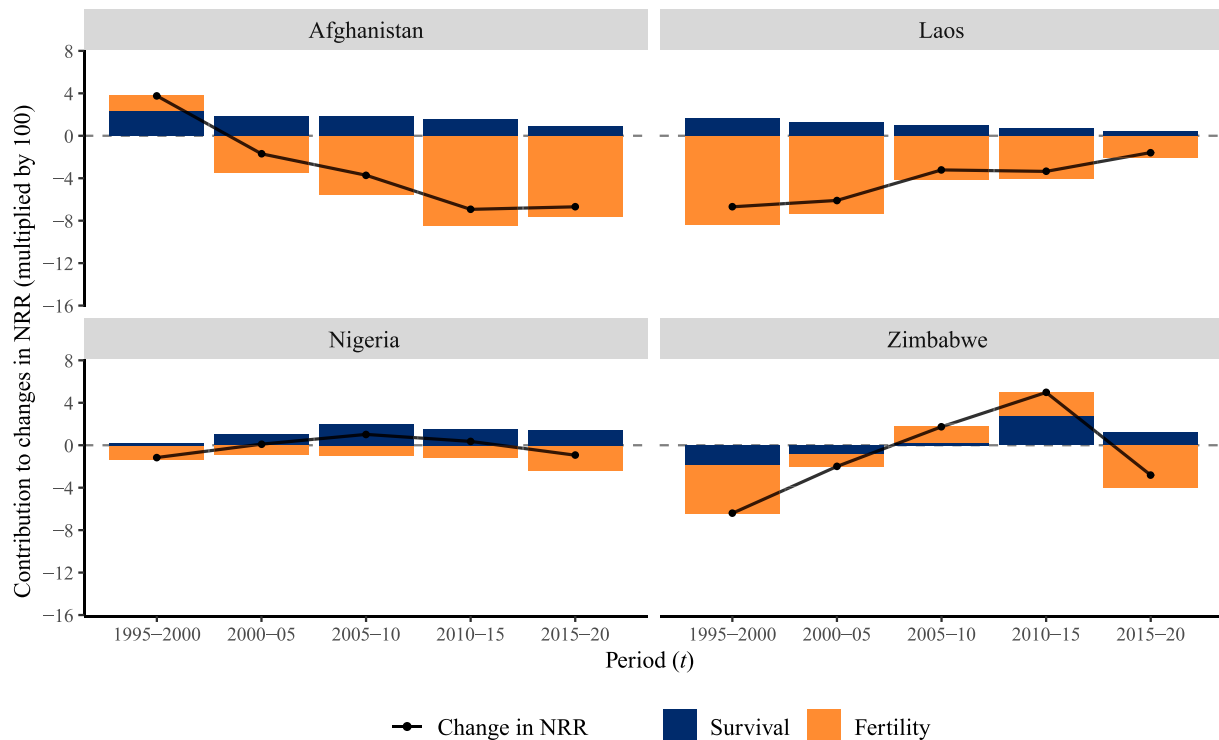 Afghanistan
Laos
8
4
0
−4
−8
−12
−16
Nigeria
Zimbabwe
8
4
0
−4
−8
−12
−16
Contribution to changes in NRR (multiplied by 100)
1995–2000
2000–05
2005–10
2010–15
2015–20
1995–2000
2000–05
2005–10
2010–15
2015–20
Period (t)
Change in NRR
Survival
Fertility